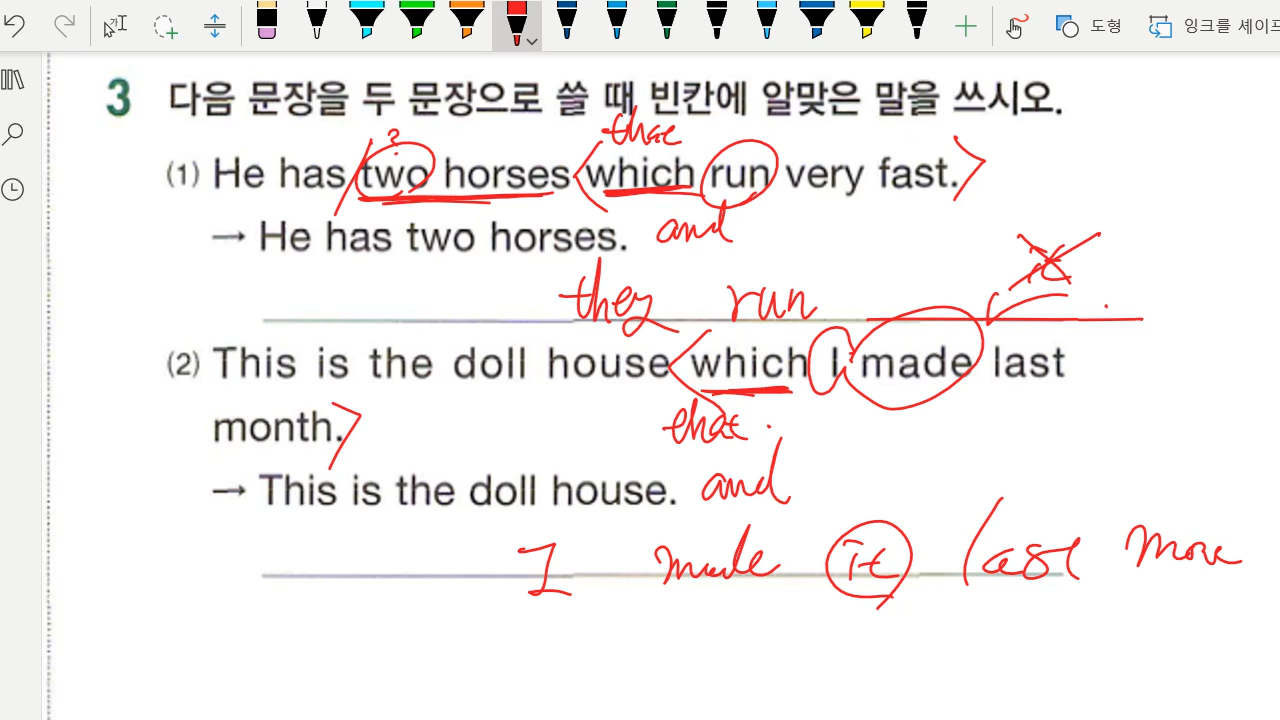 도형
잉크를 셰이프
3 다음 문장을 두 문장으로 쓸 때 빈칸에 알맞은 말을 쓰시오.
?
that
(1) He has two horses which run very fast.
→ He has two horses. and
they run
(2) This is the doll house which I made last
month.
that.
→ This is the doll house. and
I made it last